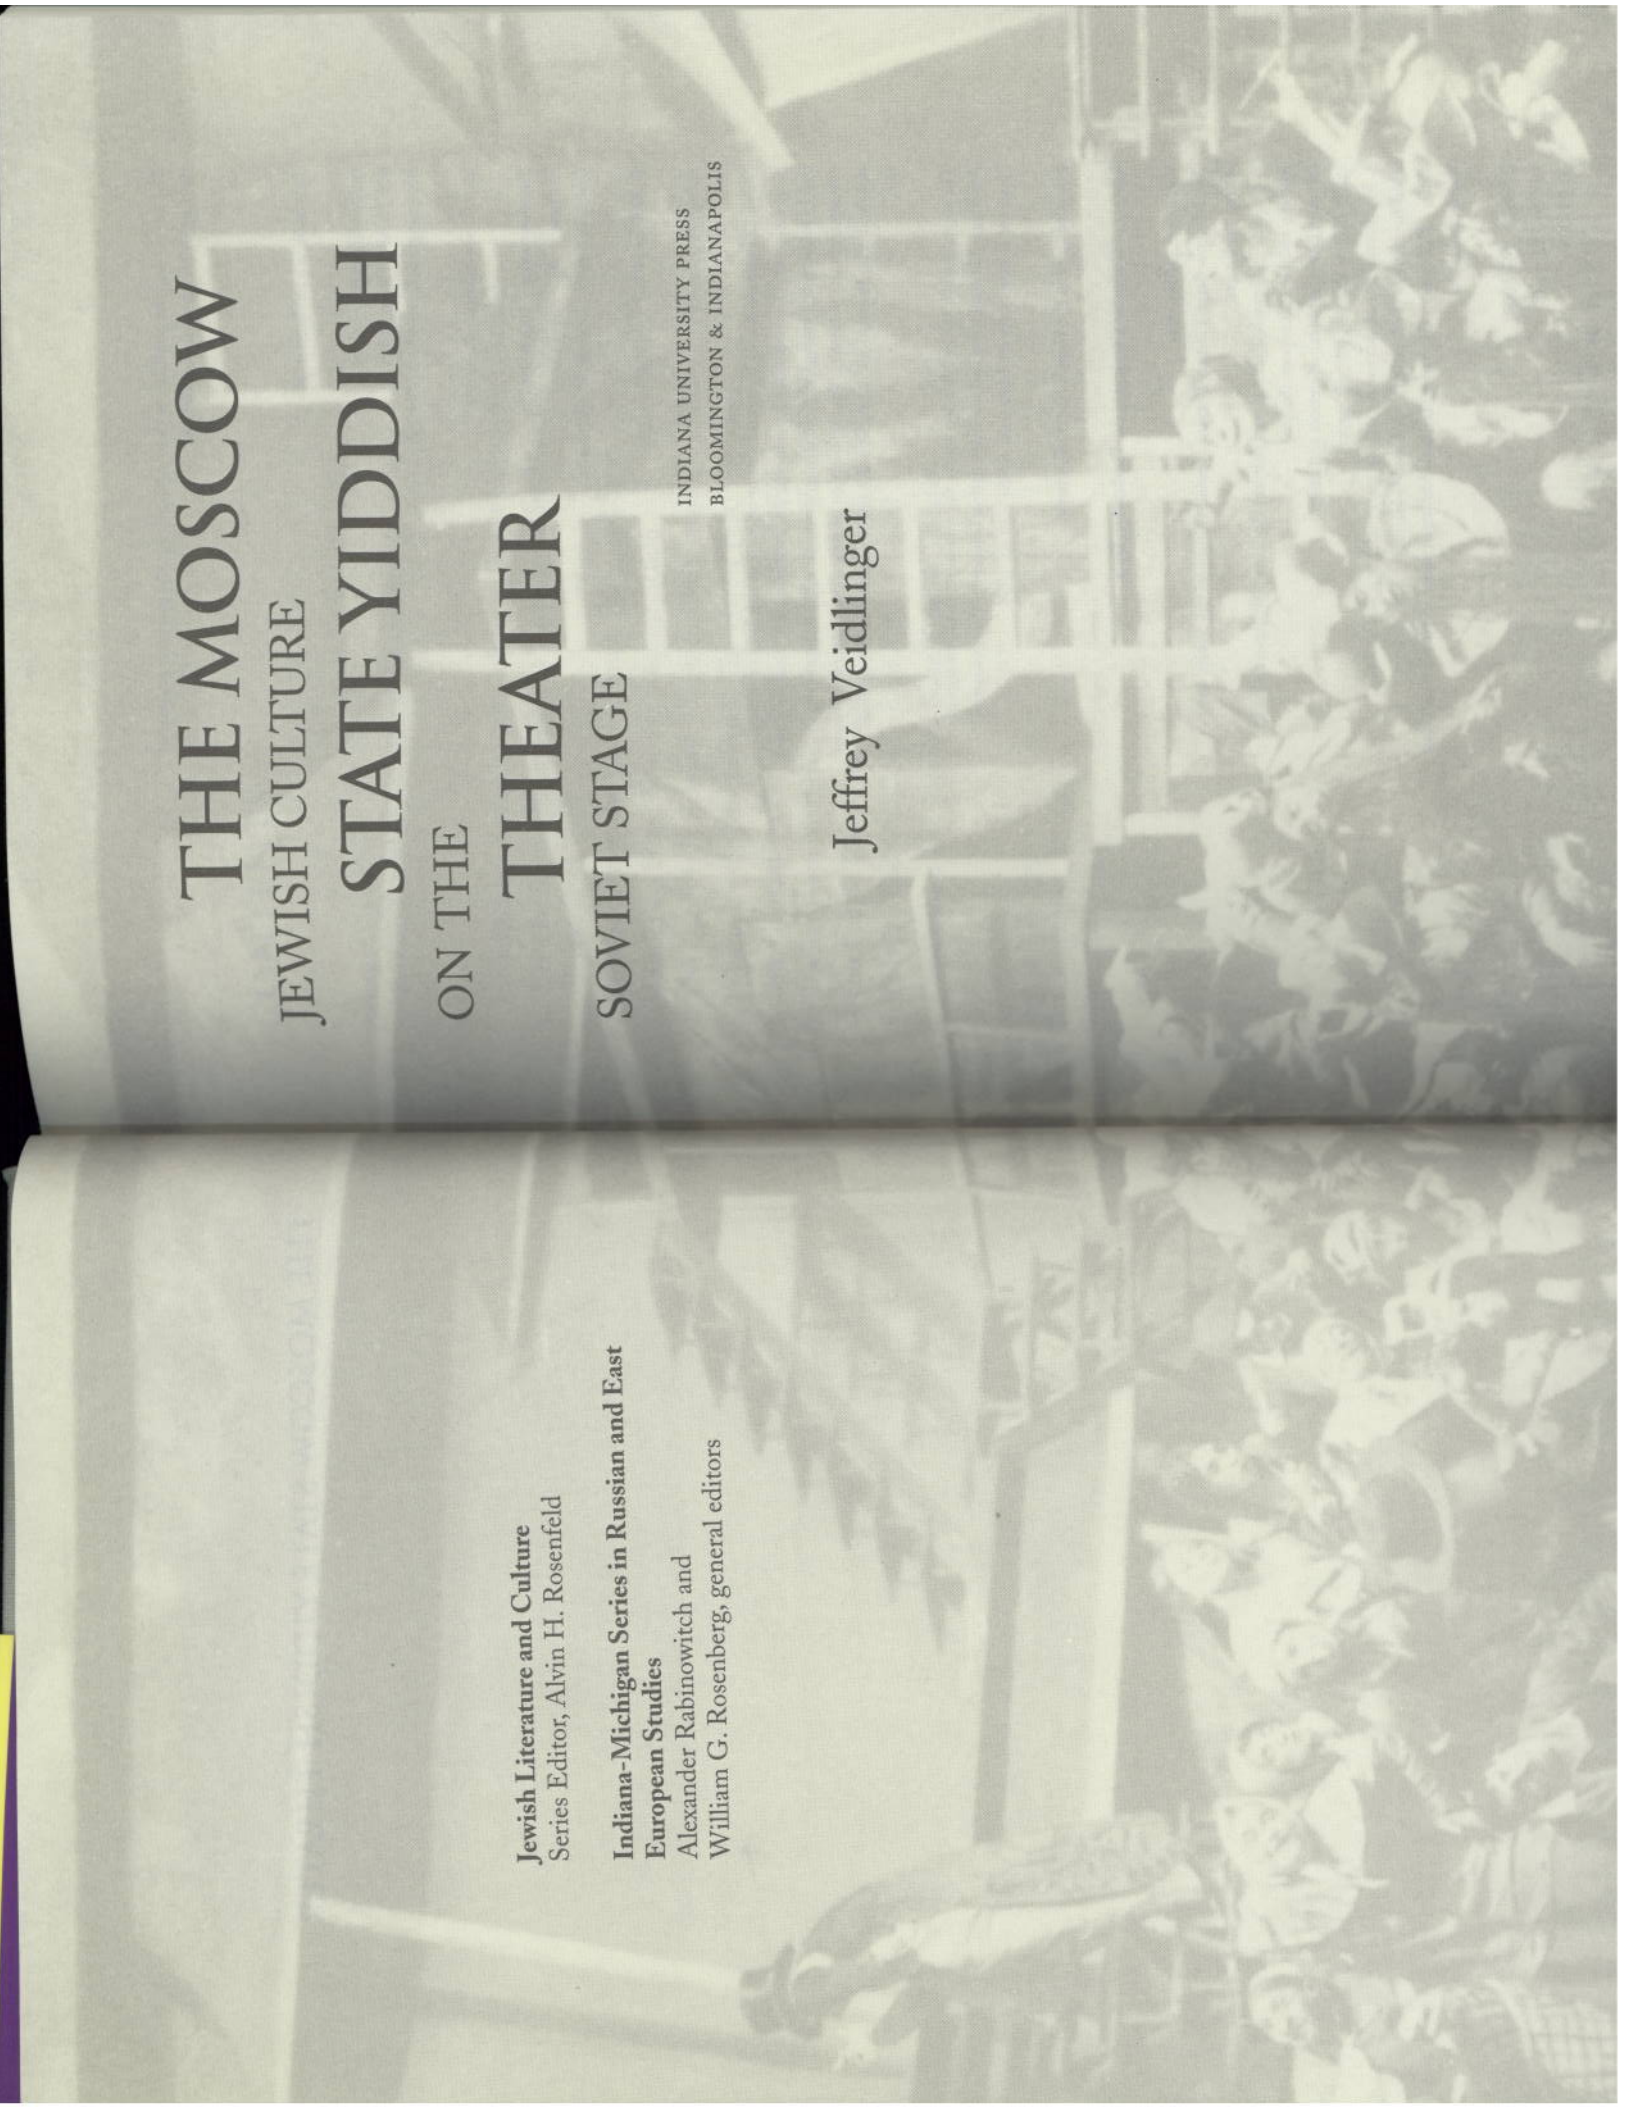 Jewish Literature and Culture
Series Editor, Alvin H. Rosenfeld
Indiana-Michigan Series in Russian and East
European Studies
Alexander Rabinowitch and
William G. Rosenberg, general editors
THE MOSCOW
JEWISH CULTURE
STATE YIDDISH
ON THE
THEATER
SOVIET STAGE
INDIANA UNIVERSITY PRESS
BLOOMINGTON & INDIANAPOLIS
Jeffrey Veidlinger